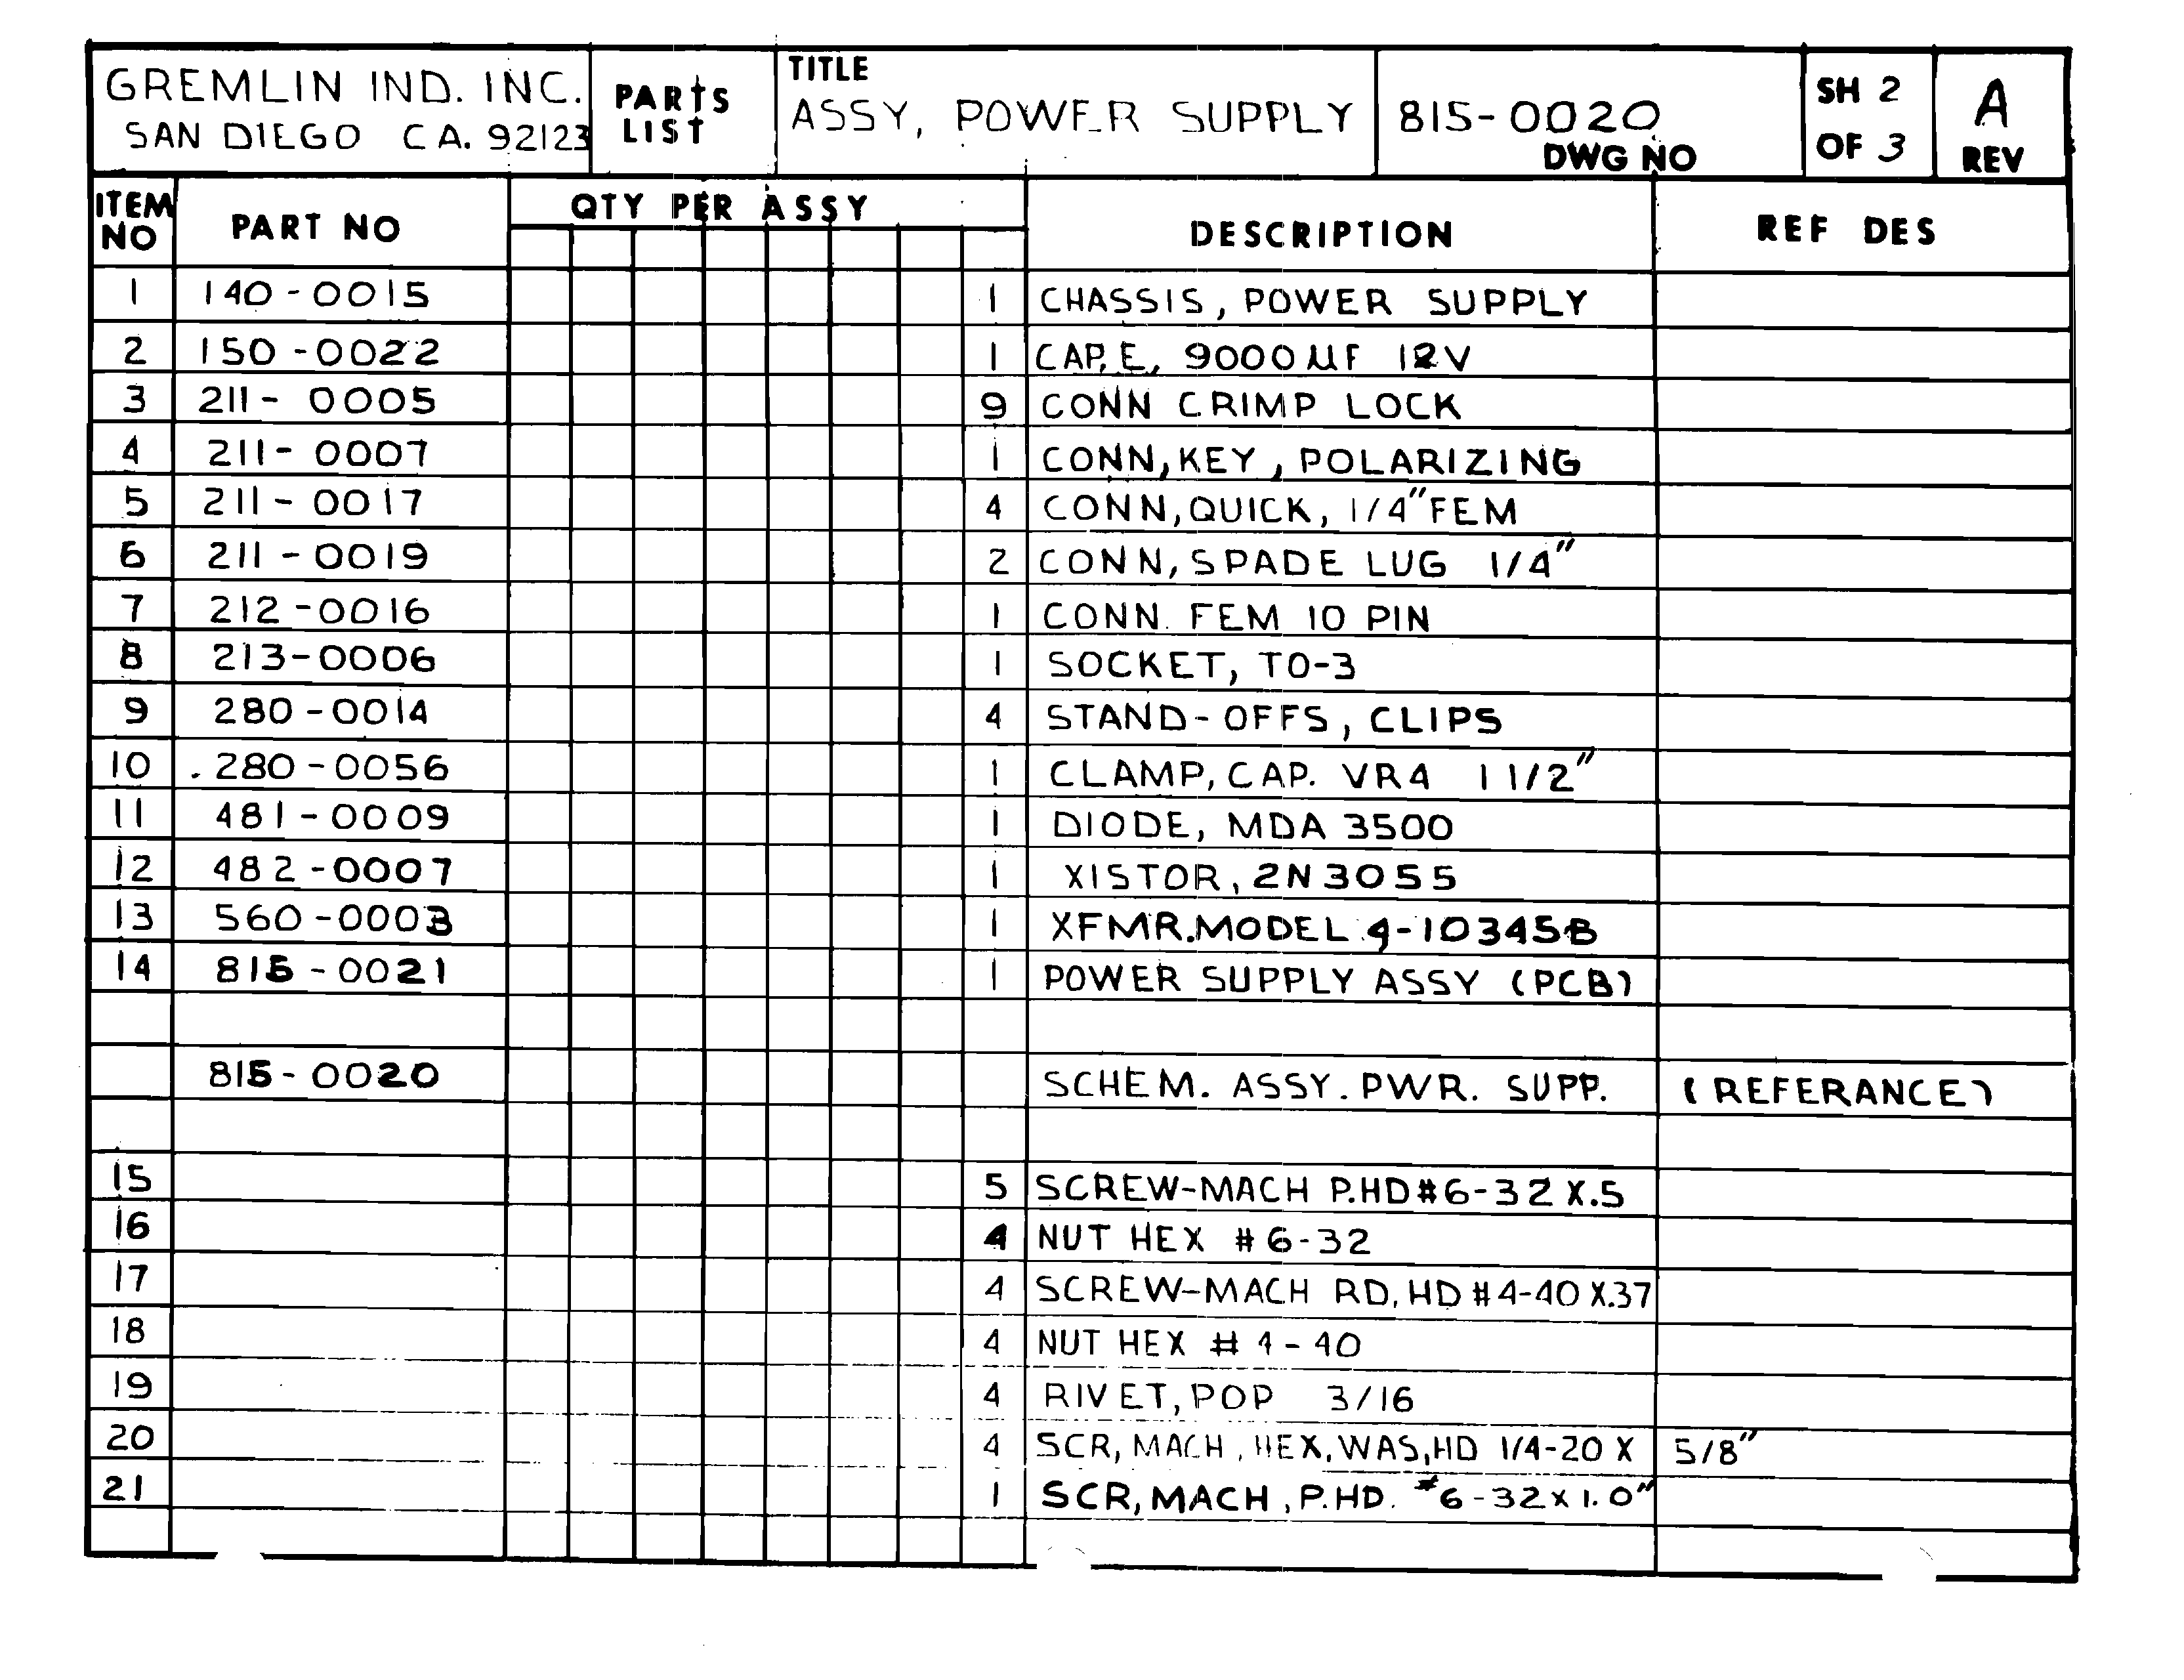 GREMLIN IND. INC.
SAN DIEGO CA. 92123
PARTS
LIST
TITLE
ASSY, POWER SUPPLY
815-0020
DWG NO
SH 2
OF 3
A
REV
ITEM NO PART NO QTY PER ASSY DESCRIPTION REF DES
1 140-0015 1 CHASSIS, POWER SUPPLY
2 150-0022 1 CAP, E, 9000 UF 12V
3 211-0005 9 CONN CRIMP LOCK
4 211-0007 1 CONN, KEY, POLARIZING
5 211-0017 4 CONN, QUICK, 1/4" FEM
6 211-0019 2 CONN, SPADE LUG 1/4"
7 212-0016 1 CONN. FEM 10 PIN
8 213-0006 1 SOCKET, TO-3
9 280-0014 4 STAND-OFFS, CLIPS
10 280-0056 1 CLAMP, CAP. VR4 1 1/2"
11 481-0009 1 DIODE, MDA 3500
12 482-0007 1 XISTOR, 2N3055
13 560-0003 1 XFMR. MODEL 4-10345B
14 815-0021 1 POWER SUPPLY ASSY (PCB)
815-0020 SCHEM. ASSY. PWR. SUPP. (REFERANCE)
15 5 SCREW-MACH P.HD #6-32 X .5
16 4 NUT HEX #6-32
17 4 SCREW-MACH RD, HD #4-40 X .37
18 4 NUT HEX #4-40
19 4 RIVET, POP 3/16
20 4 SCR, MACH, HEX, WAS, HD 1/4-20 X 5/8"
21 1 SCR, MACH, P.HD. #6-32 X 1.0"